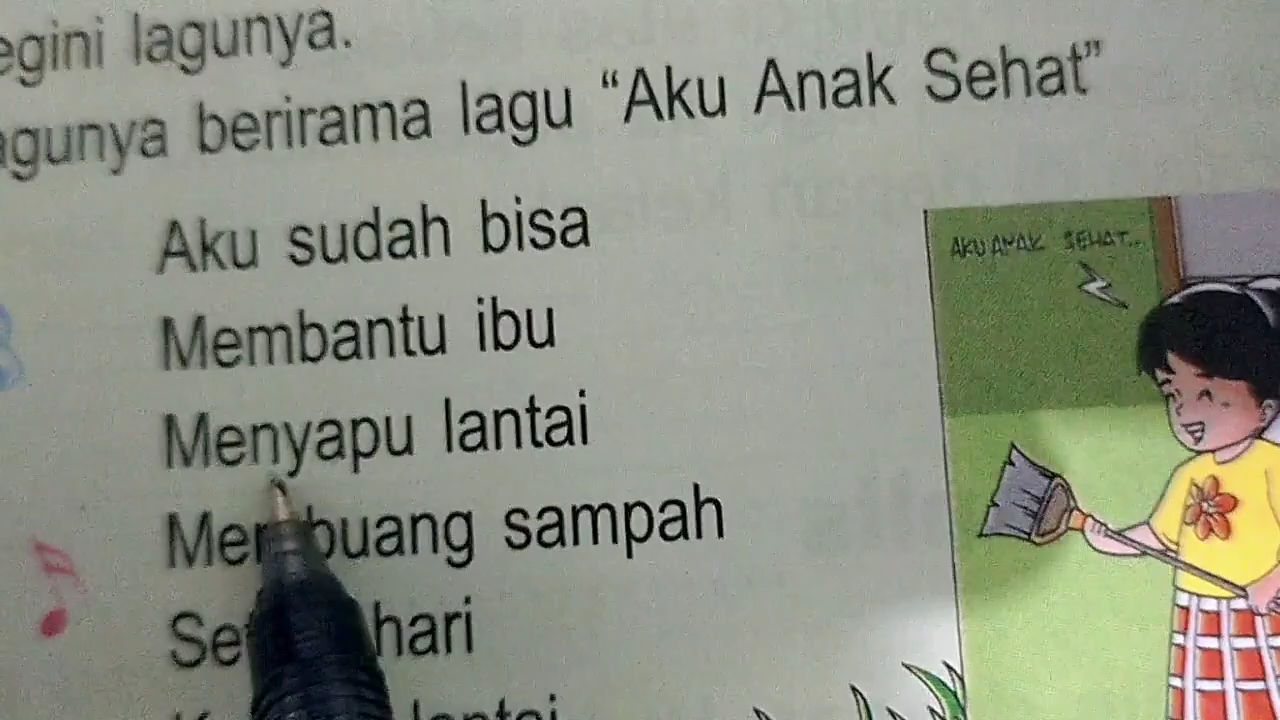 egini lagunya.
agunya berirama lagu “Aku Anak Sehat”
Aku sudah bisa
Membantu ibu
Menyapu lantai
sampah
hari
AKU ANAK SEHAT..